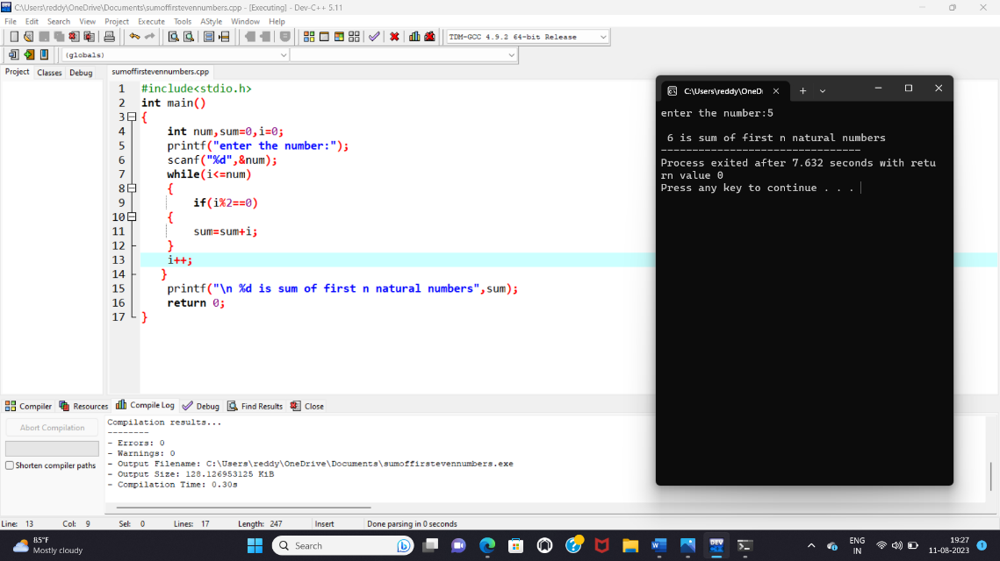 C:\Users\reddy\OneDrive\Documents\sumoffirstevennumbers.cpp - [Executing] - Dev-C++ 5.11
File Edit Search View Project Execute Tools AStyle Window Help
TDM-GCC 4.9.2 64-bit Release
(globals)
Project Classes Debug
sumoffirstevennumbers.cpp
1 #include<stdio.h>
2 int main()
3 {
4 int num,sum=0,i=0;
5 printf("enter the number:");
6 scanf("%d",&num);
7 while(i<=num)
8 {
9 if(i%2==0)
10 {
11 sum=sum+i;
12 }
13 i++;
14 }
15 printf("\n %d is sum of first n natural numbers",sum);
16 return 0;
17 }
C:\Users\reddy\OneD
enter the number:5
6 is sum of first n natural numbers
--------------------------------
Process exited after 7.632 seconds with retu
rn value 0
Press any key to continue . . .
Compiler Resources Compile Log Debug Find Results Close
Abort Compilation
Shorten compiler paths
Compilation results...
--------
- Errors: 0
- Warnings: 0
- Output Filename: C:\Users\reddy\OneDrive\Documents\sumoffirstevennumbers.exe
- Output Size: 128.126953125 KiB
- Compilation Time: 0.30s
Line: 13 Col: 9 Sel: 0 Lines: 17 Length: 247 Insert Done parsing in 0 seconds
85°F
Mostly cloudy
Search
DEV
ENG
IN
19:27
11-08-2023
1